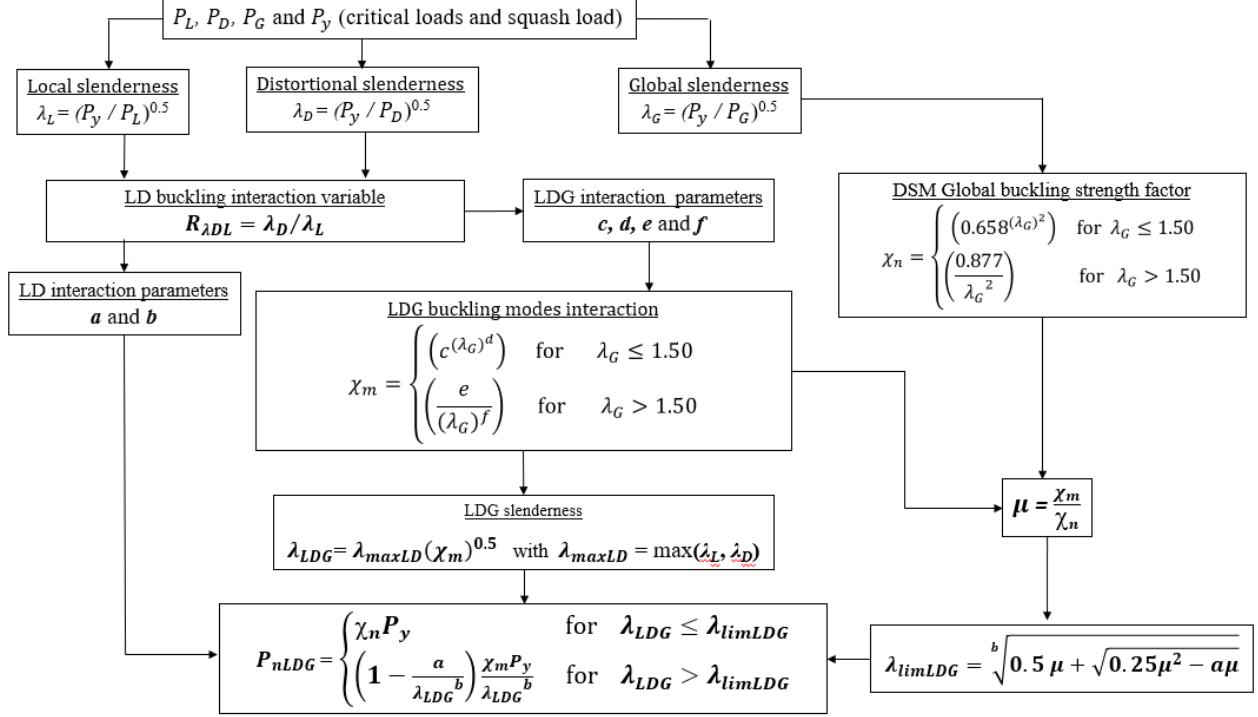 P_L, P_D, P_G and P_y (critical loads and squash load)
Local slenderness
λ_L = (P_y / P_L)^0.5
Distortional slenderness
λ_D = (P_y / P_D)^0.5
Global slenderness
λ_G = (P_y / P_G)^0.5
LD buckling interaction variable
R_λDL = λ_D/λ_L
LDG interaction parameters
c, d, e and f
DSM Global buckling strength factor
χ_n = { (0.658^(λ_G)^2) for λ_G ≤ 1.50
(0.877 / λ_G^2) for λ_G > 1.50
LD interaction parameters
a and b
LDG buckling modes interaction
χ_m = { (c^(λ_G)^d) for λ_G ≤ 1.50
(e / (λ_G)^f) for λ_G > 1.50
μ = χ_m / χ_n
LDG slenderness
λ_LDG = λ_maxLD (χ_m)^0.5 with λ_maxLD = max(λ_L, λ_D)
P_nLDG = { χ_n P_y for λ_LDG ≤ λ_limLDG
(1 − a / λ_LDG^b) χ_m P_y / λ_LDG^b for λ_LDG > λ_limLDG
λ_limLDG = ᵇ√(0.5 μ + √(0.25μ² − aμ))